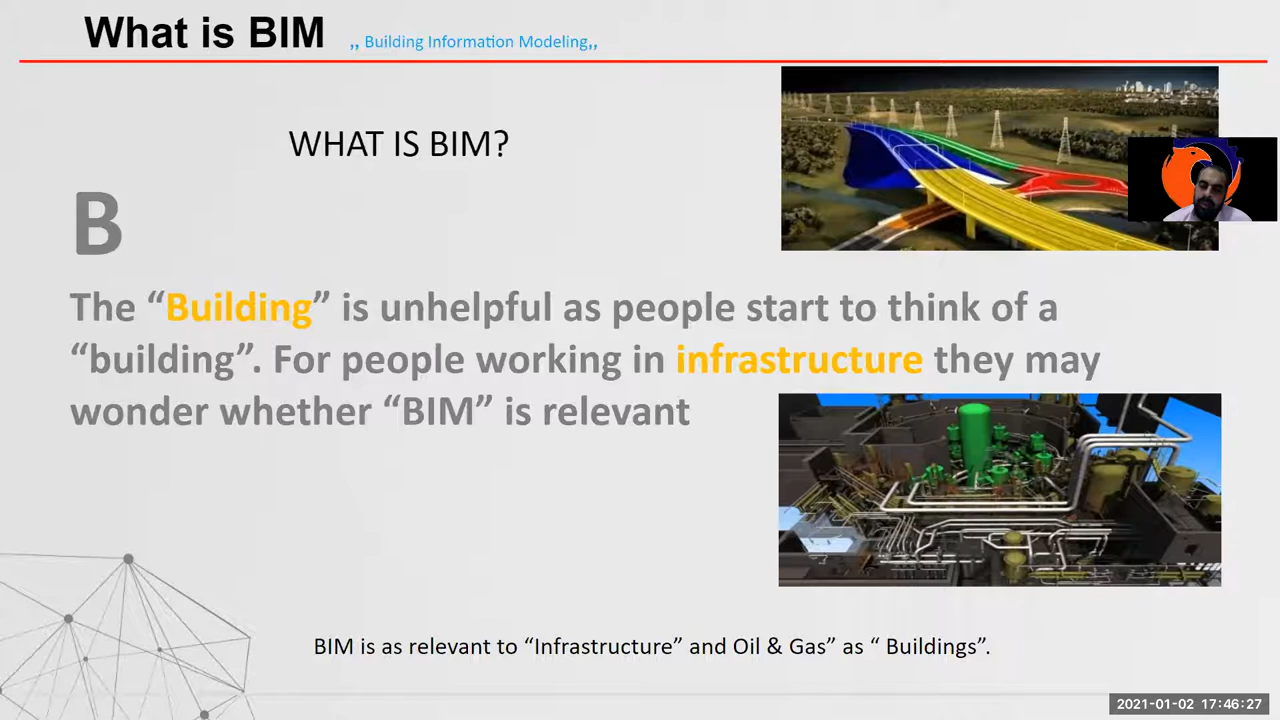 What is BIM ,, Building Information Modeling,,
WHAT IS BIM?
B
The “Building” is unhelpful as people start to think of a
“building”. For people working in infrastructure they may
wonder whether “BIM” is relevant
BIM is as relevant to “Infrastructure” and Oil & Gas” as “ Buildings”.
2021-01-02 17:46:27